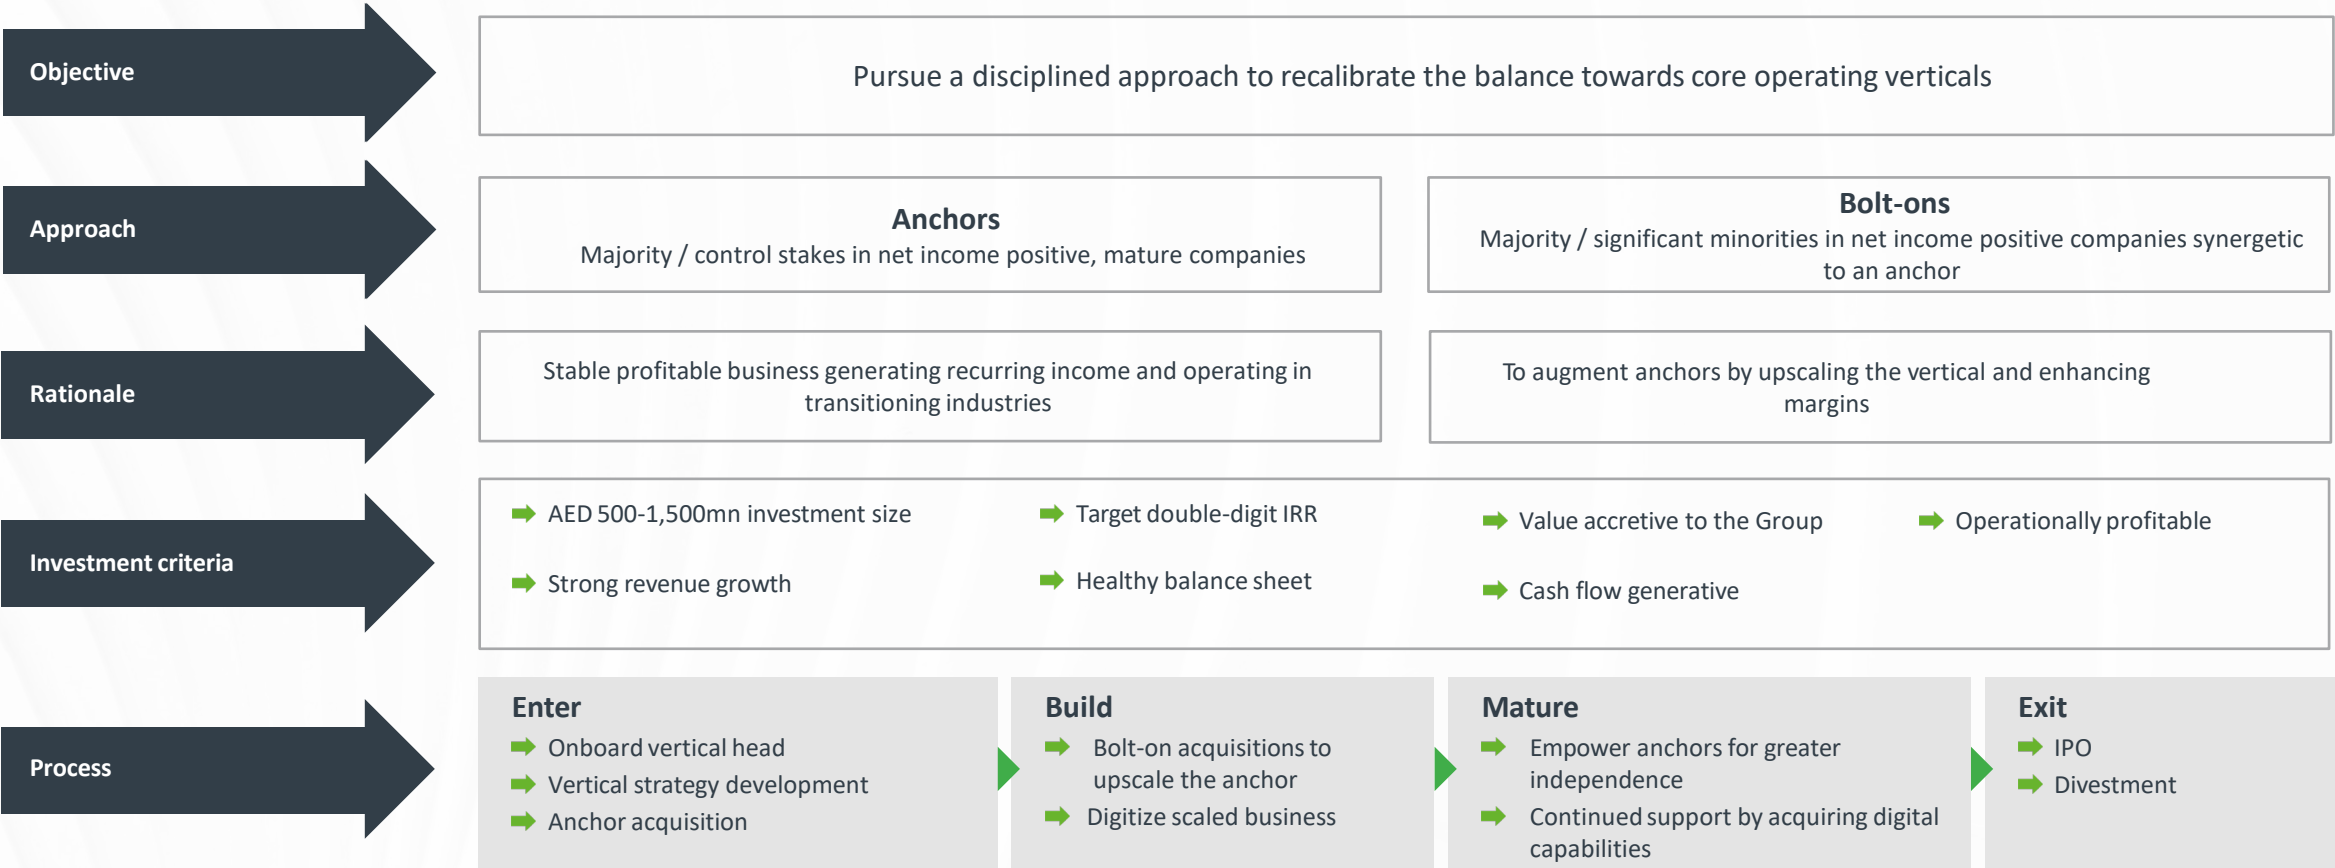 Objective
Pursue a disciplined approach to recalibrate the balance towards core operating verticals
Approach
Anchors
Majority / control stakes in net income positive, mature companies
Bolt-ons
Majority / significant minorities in net income positive companies synergetic
to an anchor
Rationale
Stable profitable business generating recurring income and operating in
transitioning industries
To augment anchors by upscaling the vertical and enhancing
margins
Investment criteria
AED 500-1,500mn investment size
Strong revenue growth
Target double-digit IRR
Healthy balance sheet
Value accretive to the Group
Cash flow generative
Operationally profitable
Process
Enter
Onboard vertical head
Vertical strategy development
Anchor acquisition
Build
Bolt-on acquisitions to
upscale the anchor
Digitize scaled business
Mature
Empower anchors for greater
independence
Continued support by acquiring digital
capabilities
Exit
IPO
Divestment